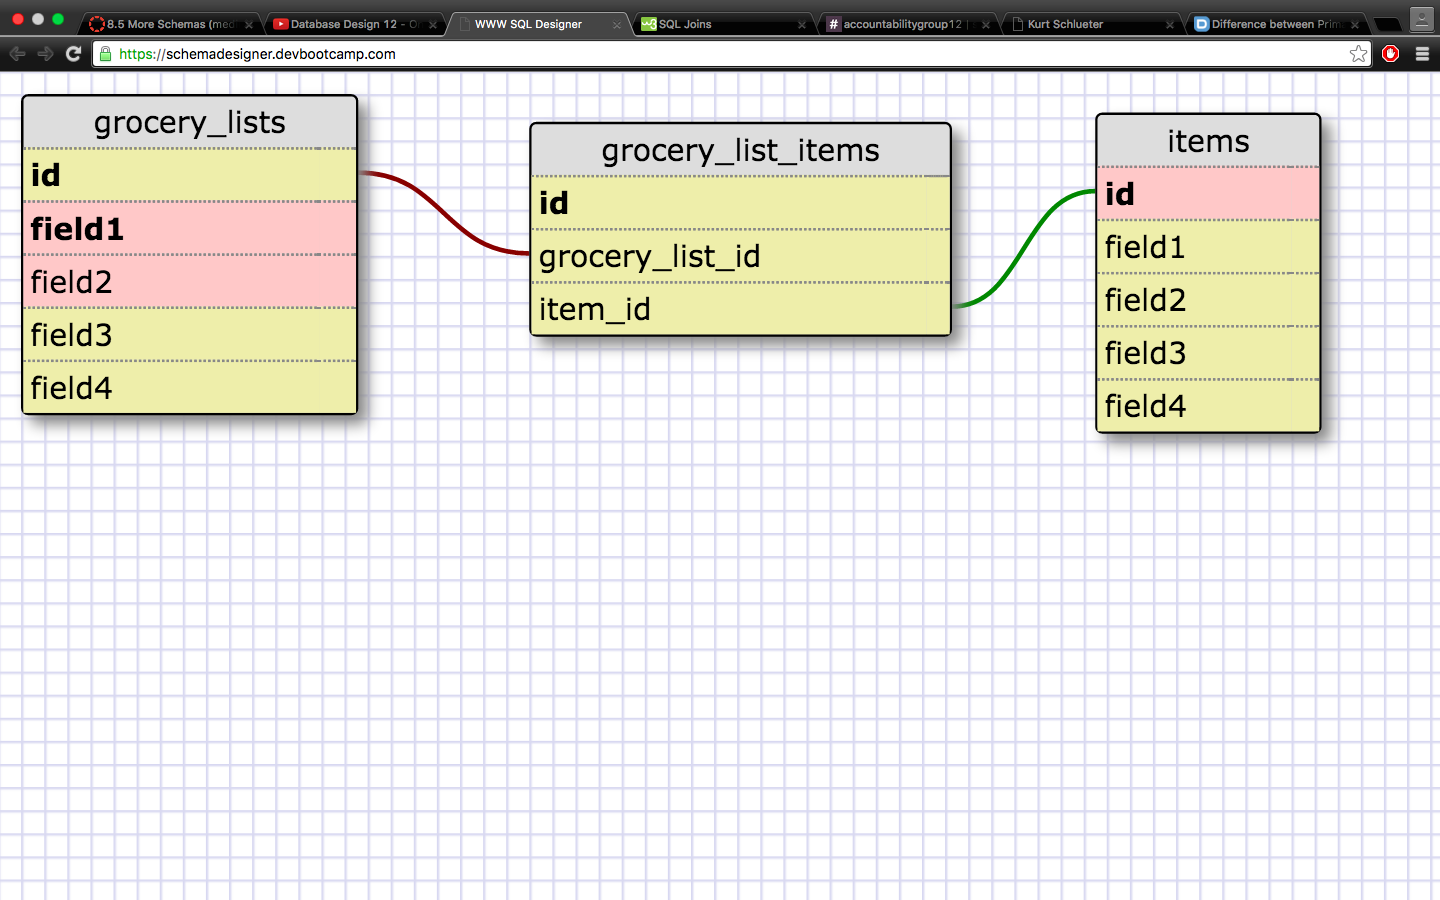 8.5 More Schemas (med
Database Design 12 - Or
WWW SQL Designer
SQL Joins
accountabilitygroup12 | s
Kurt Schlueter
Difference between Prim
https://schemadesigner.devbootcamp.com
grocery_lists
id
field1
field2
field3
field4
grocery_list_items
id
grocery_list_id
item_id
items
id
field1
field2
field3
field4